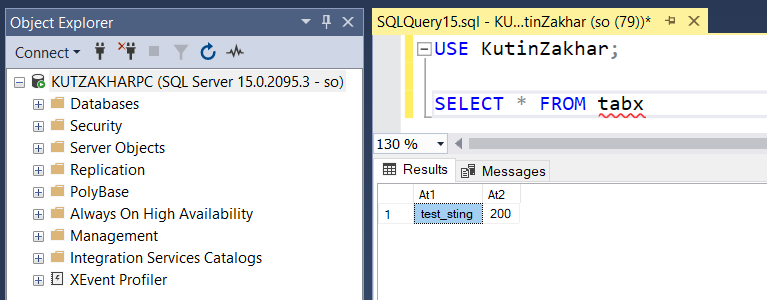 Object Explorer
Connect
KUTZAKHARPC (SQL Server 15.0.2095.3 - so)
Databases
Security
Server Objects
Replication
PolyBase
Always On High Availability
Management
Integration Services Catalogs
XEvent Profiler
SQLQuery15.sql - KU...tinZakhar (so (79))*
USE KutinZakhar;
SELECT * FROM tabx
130 %
Results Messages
At1 At2
1 test_sting 200